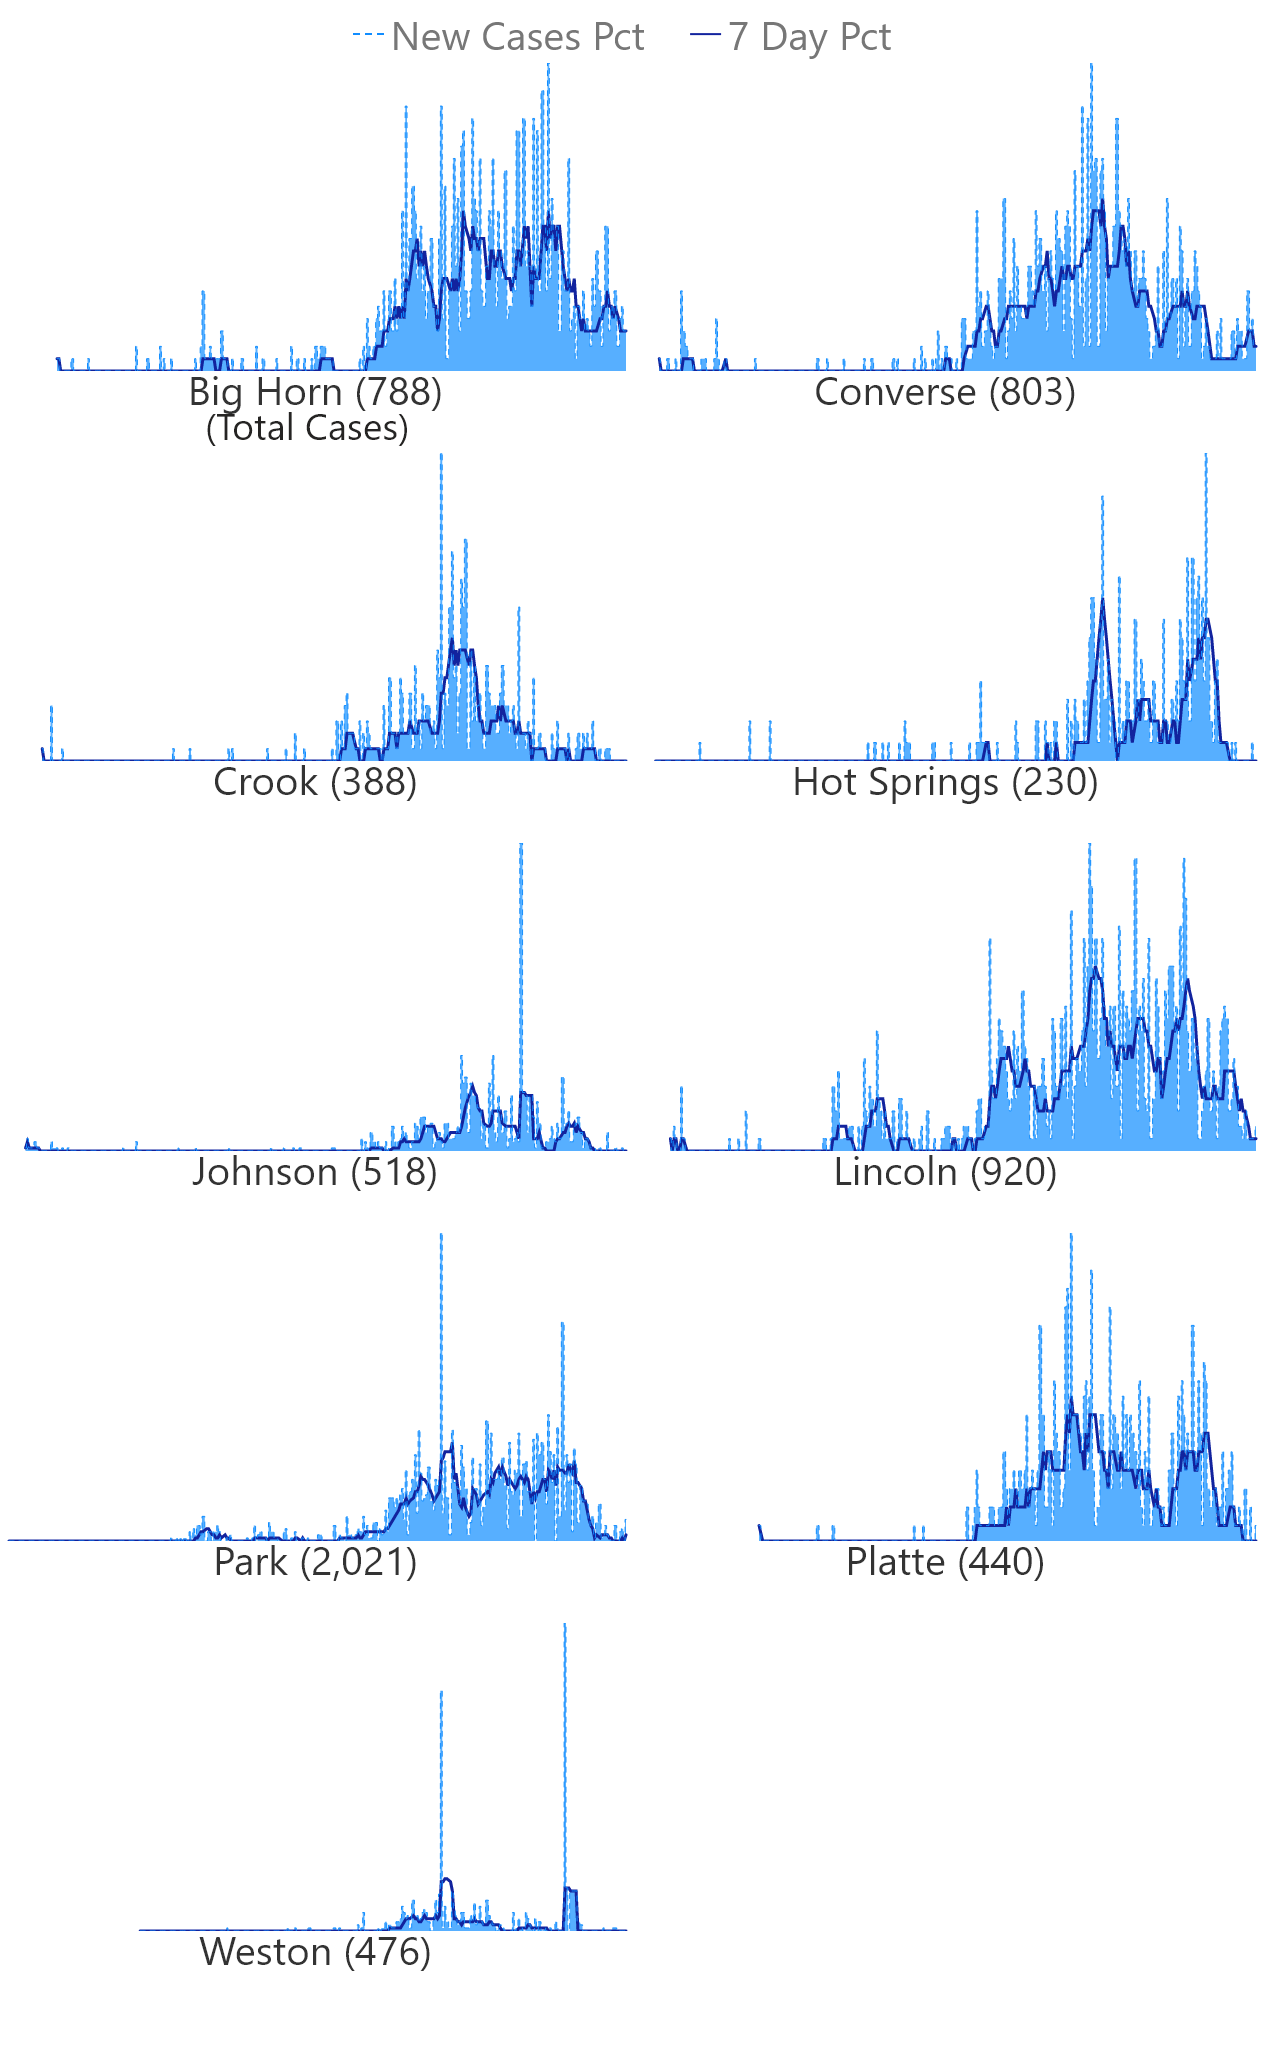 New Cases Pct 7 Day Pct
Big Horn (788) Converse (803)
(Total Cases)
Crook (388) Hot Springs (230)
Johnson (518) Lincoln (920)
Park (2,021) Platte (440)
Weston (476)